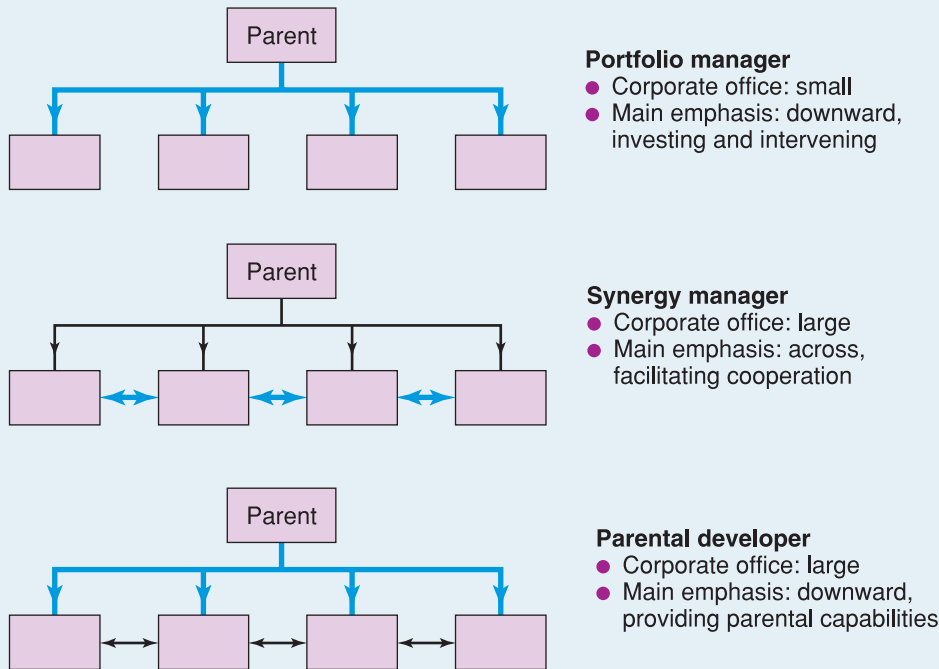 Parent
Portfolio manager
● Corporate office: small
● Main emphasis: downward,
investing and intervening
Parent
Synergy manager
● Corporate office: large
● Main emphasis: across,
facilitating cooperation
Parent
Parental developer
● Corporate office: large
● Main emphasis: downward,
providing parental capabilities